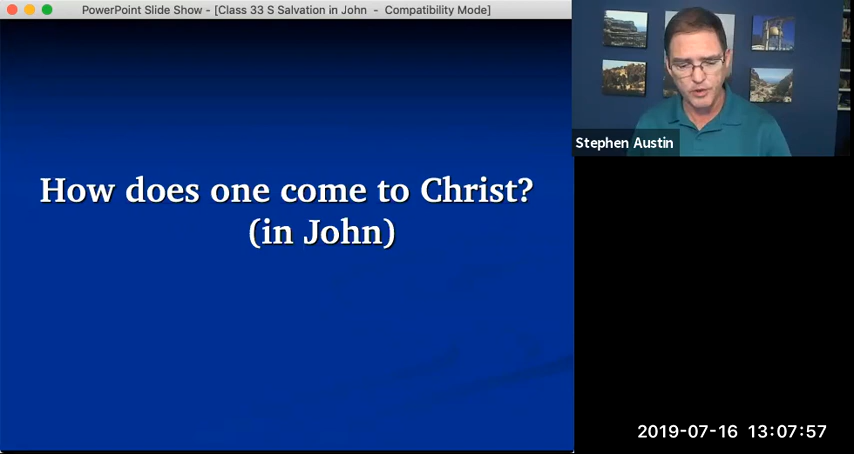 PowerPoint Slide Show - [Class 33 S Salvation in John - Compatibility Mode]
How does one come to Christ?
(in John)
Stephen Austin
2019-07-16 13:07:57